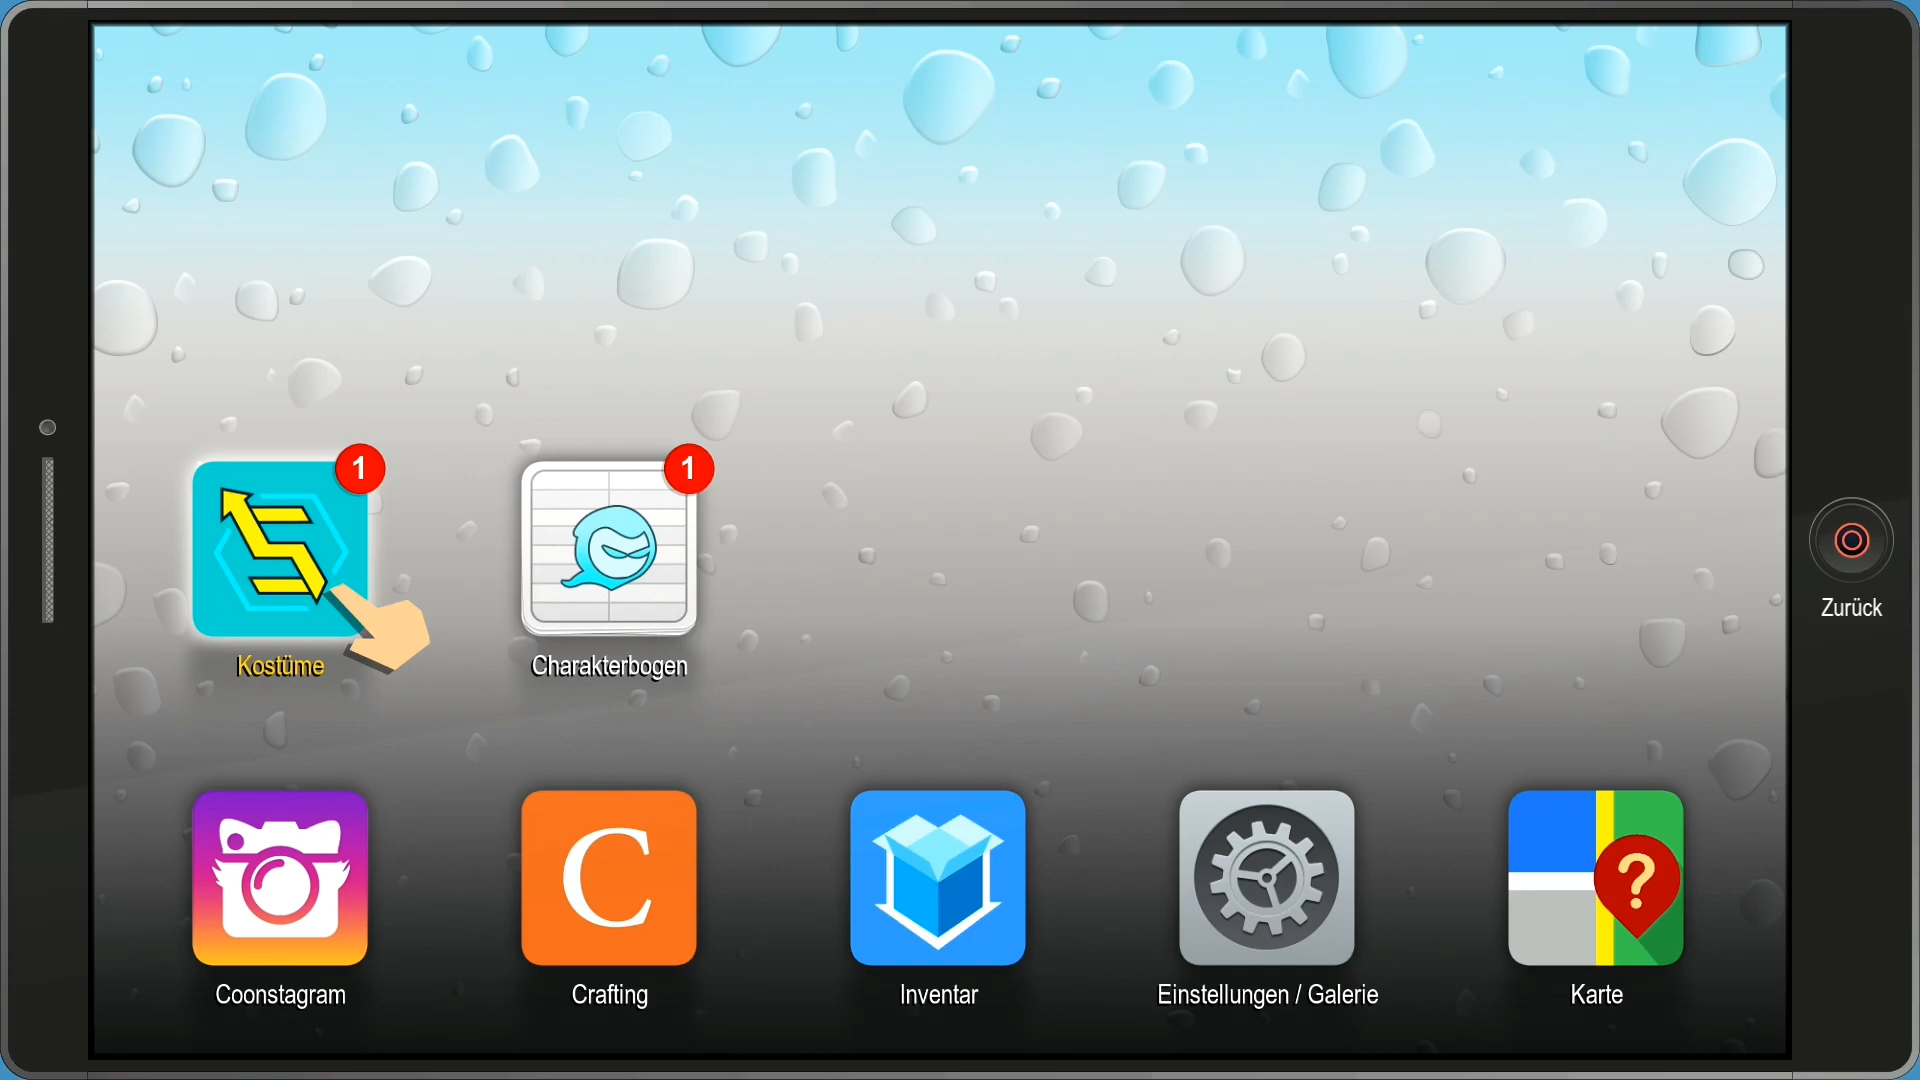 1
1
Kostüme
Charakterbogen
Zurück
C
?
Coonstagram
Crafting
Inventar
Einstellungen / Galerie
Karte